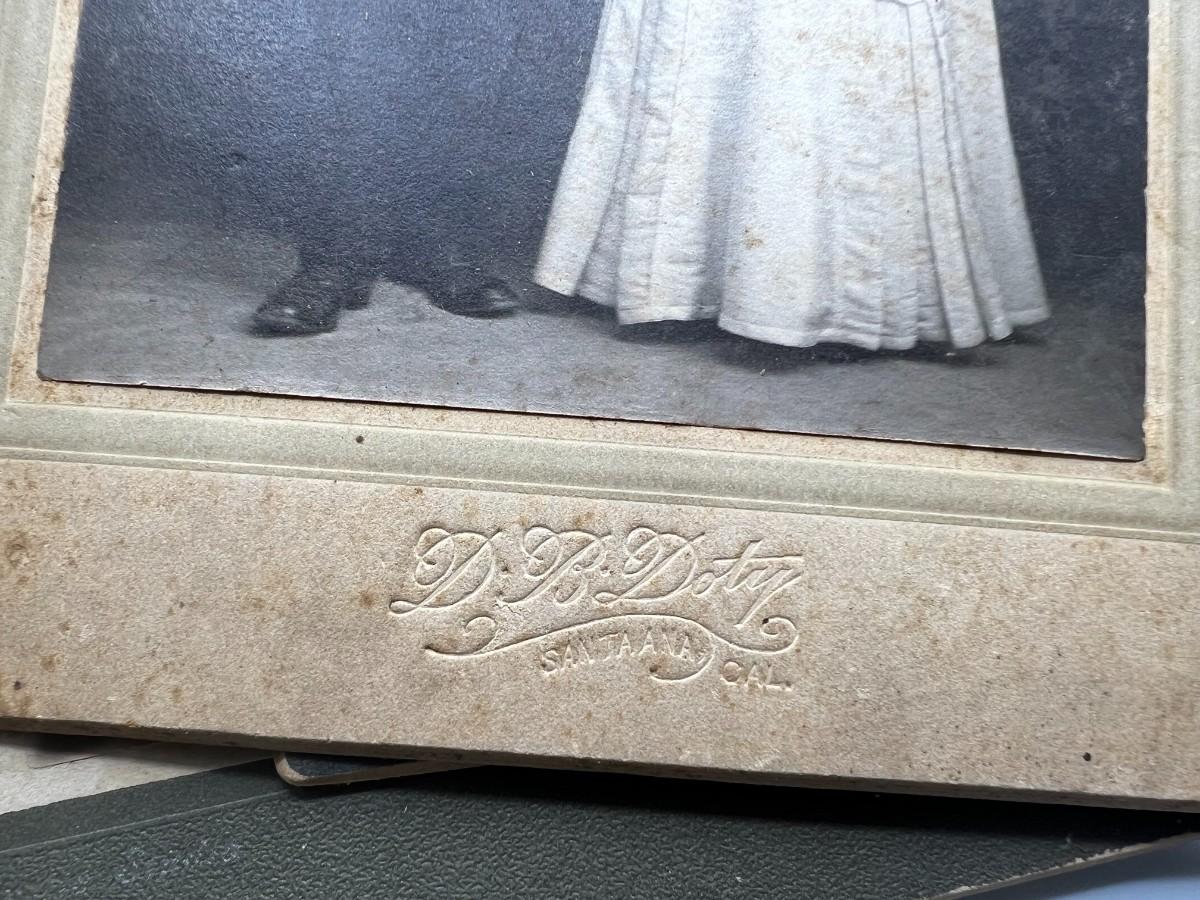 D. B. Doty
SANTA ANA, CAL.